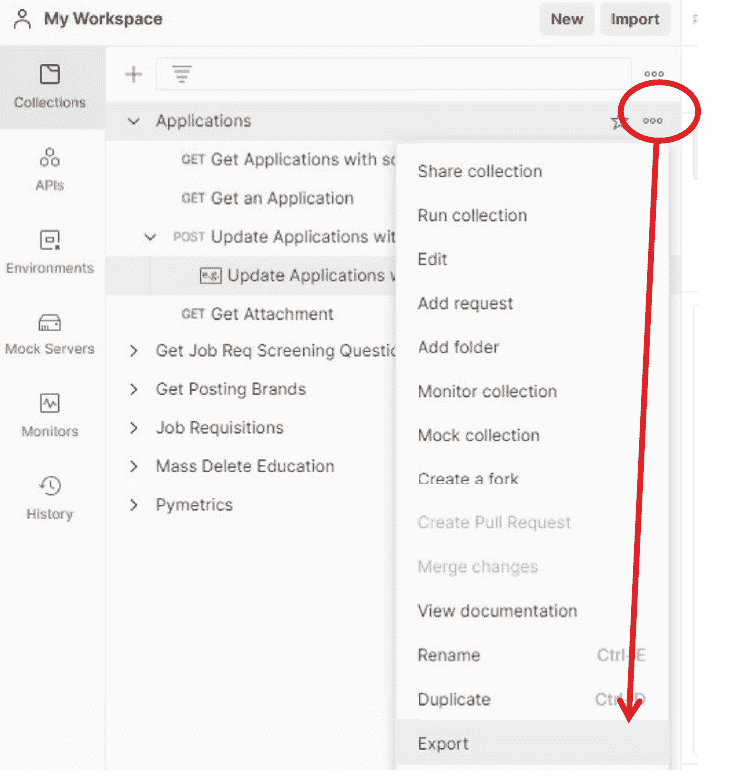 My Workspace
New
Import
Collections
APIs
Environments
Mock Servers
Monitors
History
Applications
GET Get Applications with
GET Get an Application
POST Update Applications wit
e.g. Update Applications
GET Get Attachment
Get Job Req Screening Questi
Get Posting Brands
Job Requisitions
Mass Delete Education
Pymetrics
Share collection
Run collection
Edit
Add request
Add folder
Monitor collection
Mock collection
Create a fork
Create Pull Request
Merge changes
View documentation
Rename Ctrl+E
Duplicate Ctrl+D
Export